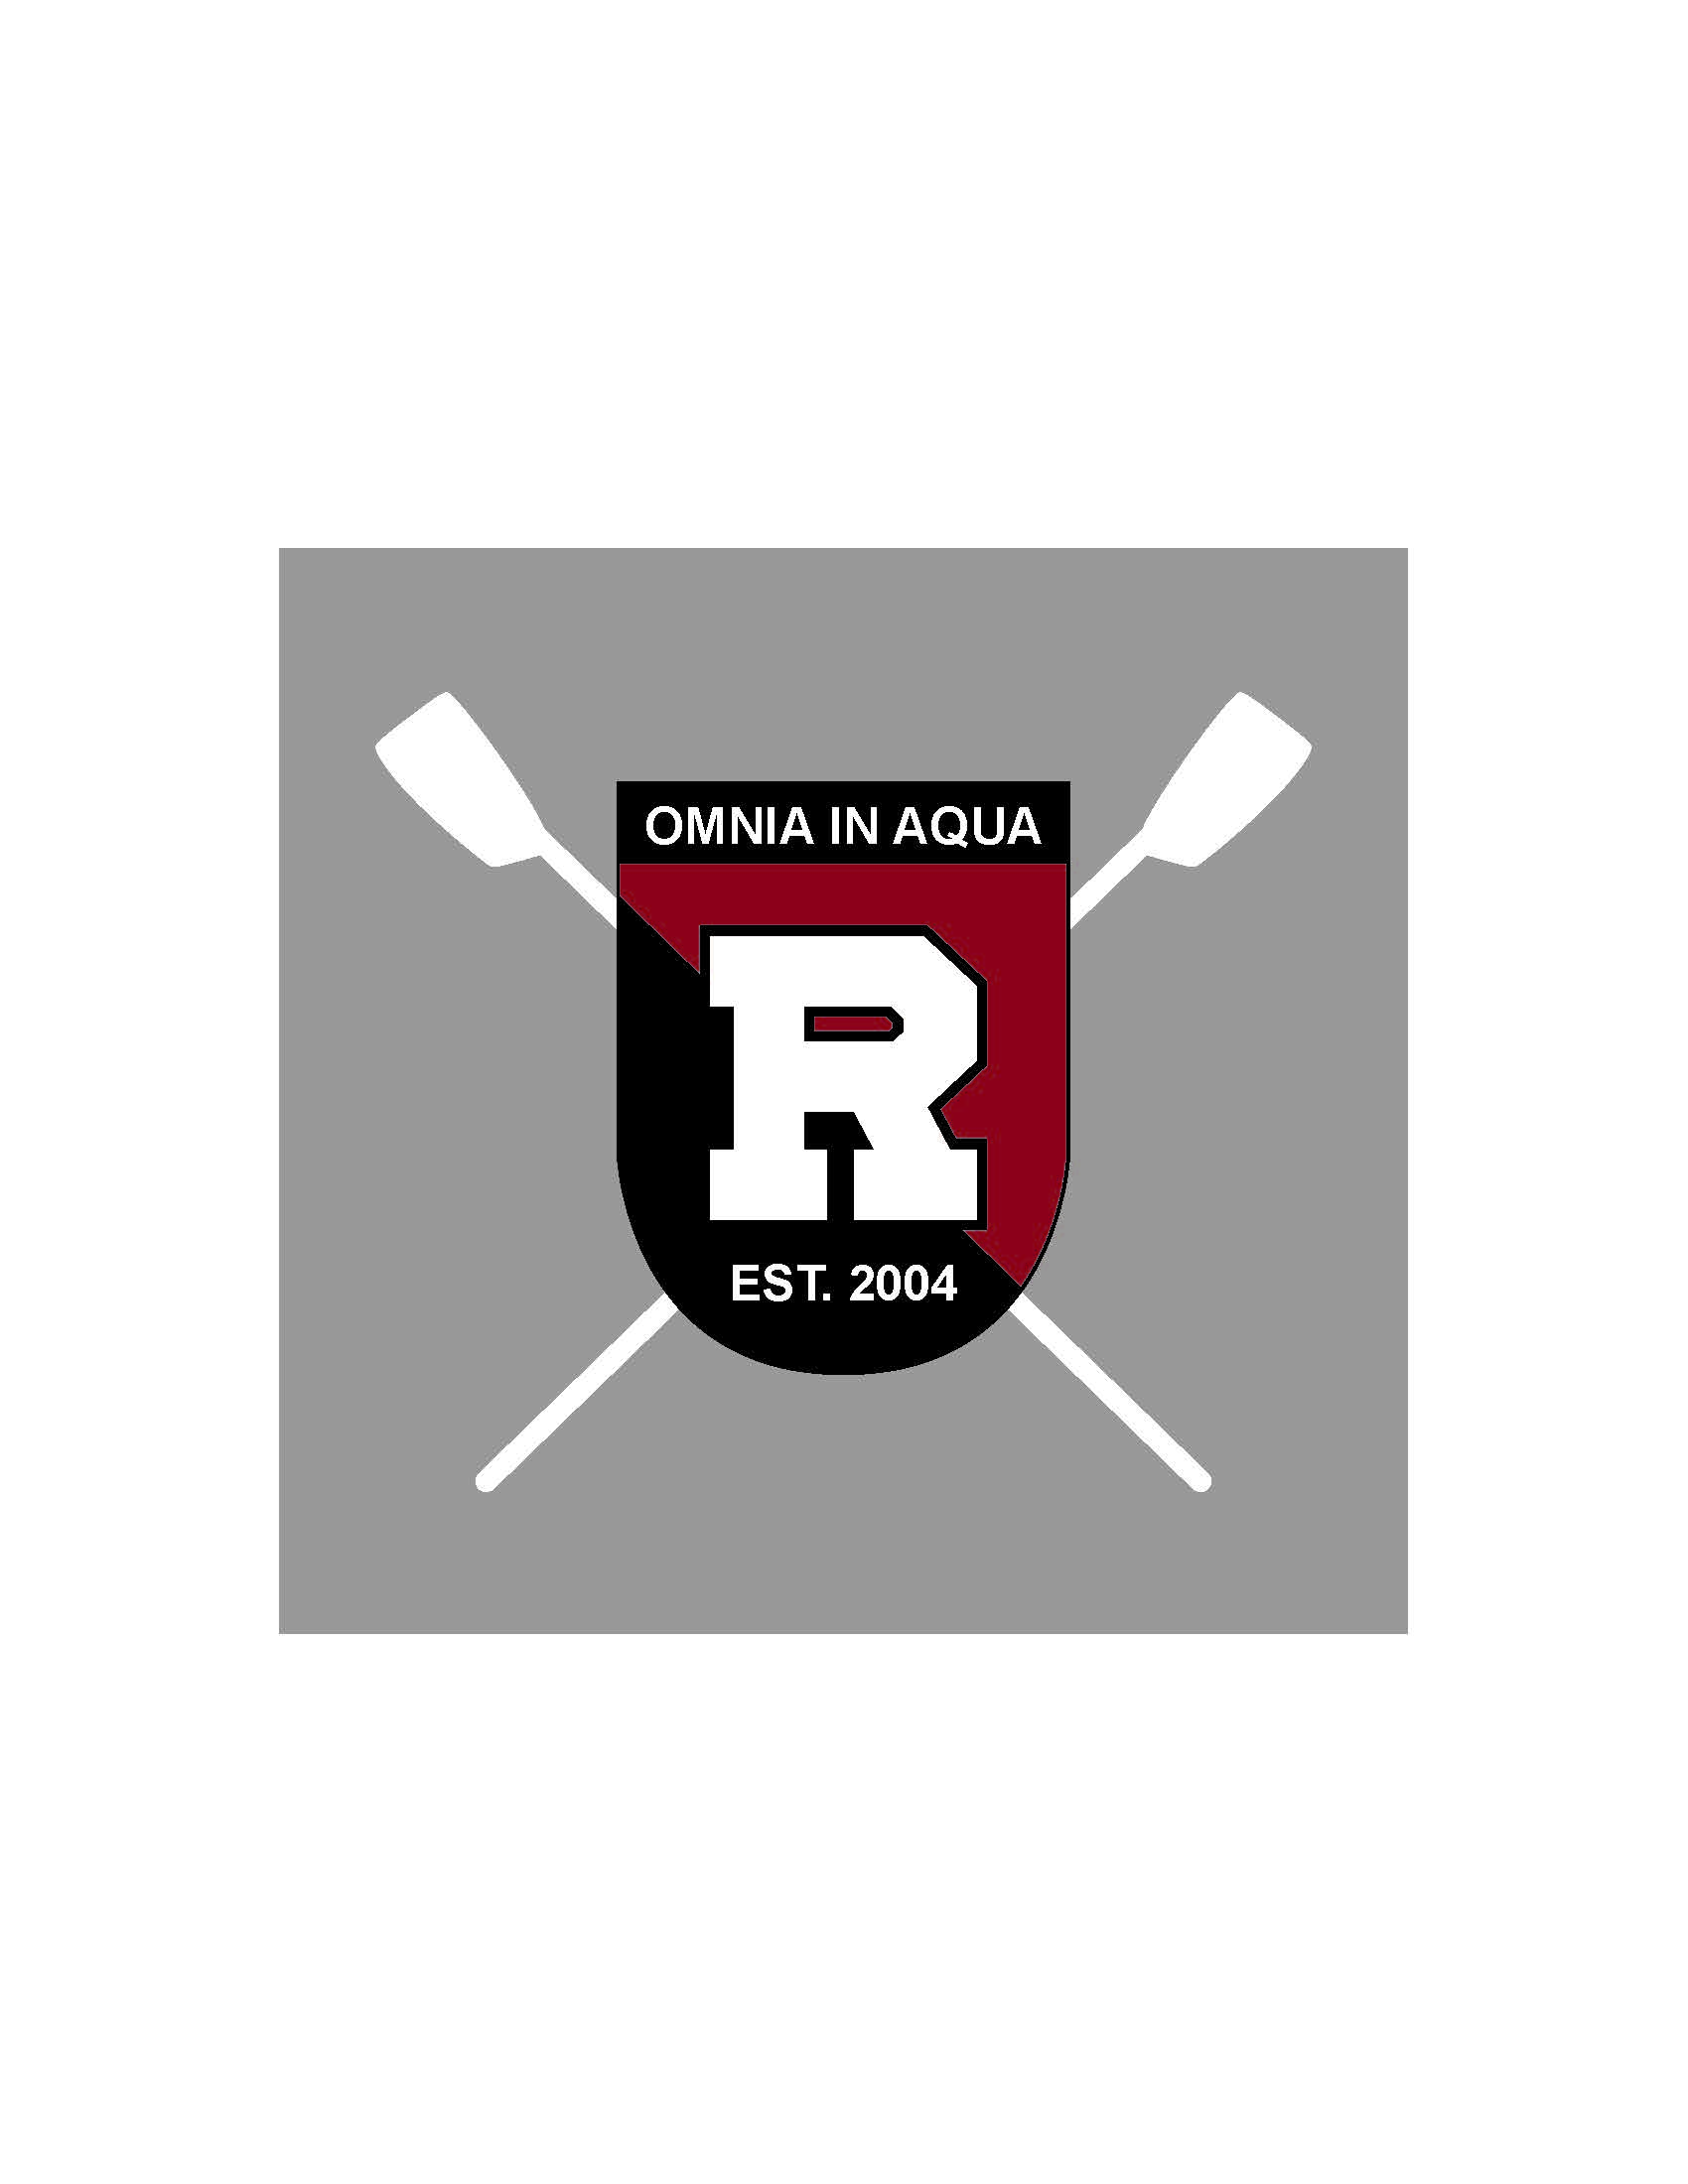 OMNIA IN AQUA
R
EST. 2004